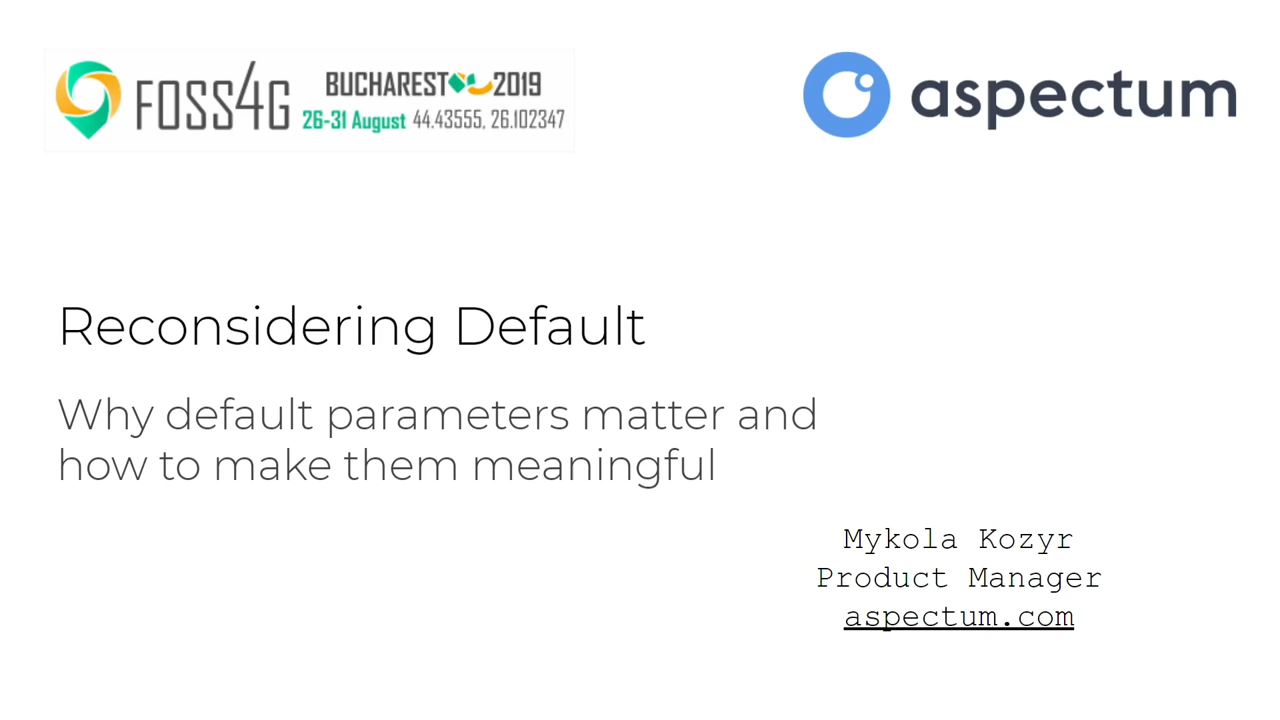 FOSS4G
BUCHAREST 2019
26-31 August 44.43555, 26.102347
aspectum
Reconsidering Default
Why default parameters matter and
how to make them meaningful
Mykola Kozyr
Product Manager
aspectum.com